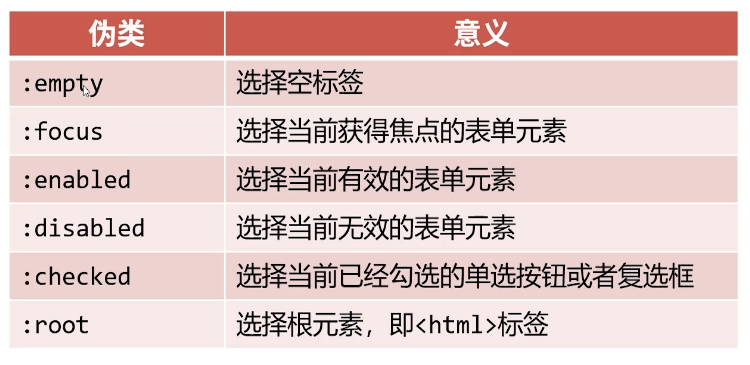 伪类 意义
:empty 选择空标签
:focus 选择当前获得焦点的表单元素
:enabled 选择当前有效的表单元素
:disabled 选择当前无效的表单元素
:checked 选择当前已经勾选的单选按钮或者复选框
:root 选择根元素，即<html>标签